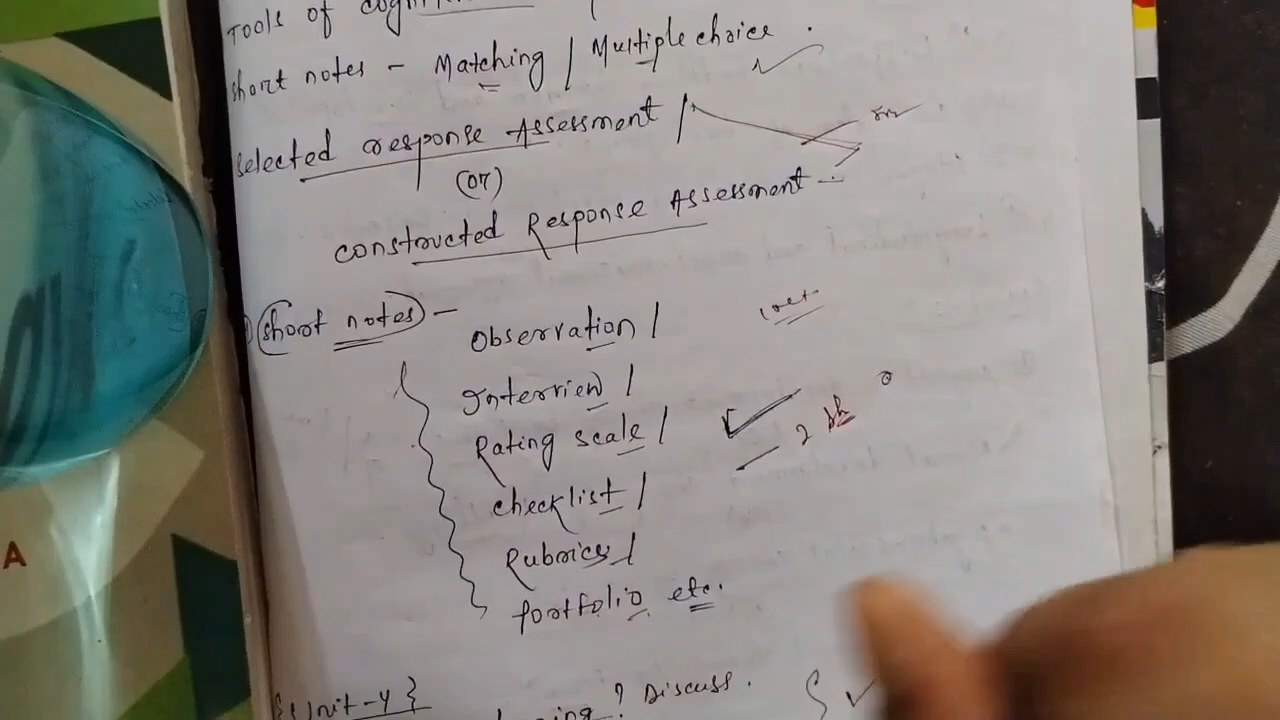 Tools of
short notes - Matching / Multiple choice .
selected response Assessment /
(or)
constructed Response Assessment -
(short notes) -
Observation /
Interview /
Rating scale /
checklist /
Rubrics /
Portfolio etc.
{Unit-4}
? Discuss .
A